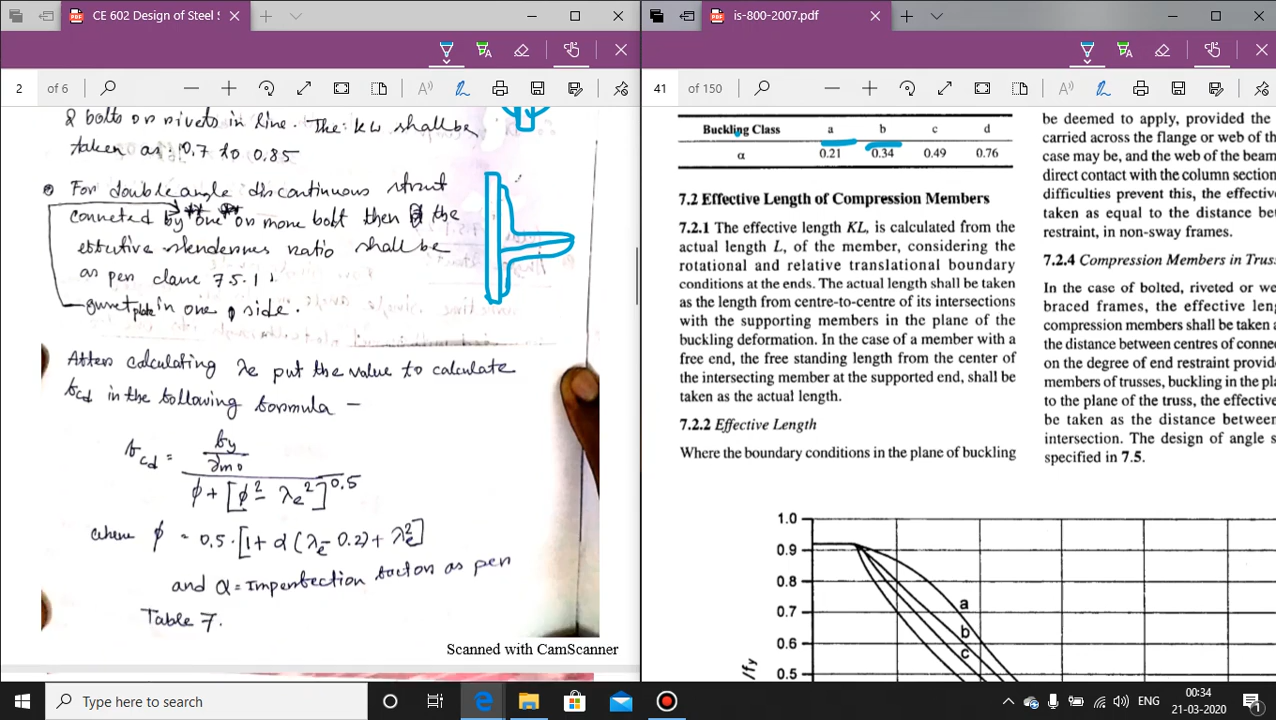 CE 602 Design of Steel S
2 of 6
& bolts or rivets in line. The: KL shall be
taken as: 0.7 to 0.85
For double angle discontinuous strut
conneted by one or more bolt then the
effective slenderness ratio shall be
as per clause 7.5.1
gusset plate in one side.
After calculating λe put the value to calculate
fcd in the following formula —
fcd = fy/γm0 / ϕ + [ϕ² - λe²]^0.5
where ϕ = 0.5·[1 + α (λe - 0.2) + λe²]
and α = Imperfection factor as per
Table 7.
Scanned with CamScanner
is-800-2007.pdf
41 of 150
Buckling Class a b c d
α 0.21 0.34 0.49 0.76
7.2 Effective Length of Compression Members
7.2.1 The effective length KL, is calculated from the
actual length L, of the member, considering the
rotational and relative translational boundary
conditions at the ends. The actual length shall be taken
as the length from centre-to-centre of its intersections
with the supporting members in the plane of the
buckling deformation. In the case of a member with a
free end, the free standing length from the center of
the intersecting member at the supported end, shall be
taken as the actual length.
7.2.2 Effective Length
Where the boundary conditions in the plane of buckling
be deemed to apply, provided the
carried across the flange or web of th
case may be, and the web of the beam
direct contact with the column section
difficulties prevent this, the effective
taken as equal to the distance bet
restraint, in non-sway frames.
7.2.4 Compression Members in Trus
In the case of bolted, riveted or we
braced frames, the effective leng
compression members shall be taken a
the distance between centres of conne
on the degree of end restraint provid
members of trusses, buckling in the pla
to the plane of the truss, the effective
be taken as the distance between
intersection. The design of angle s
specified in 7.5.
1.0
0.9
0.8
0.7
0.6
0.5
a
b
c
/fy
Type here to search
ENG
00:34
21-03-2020